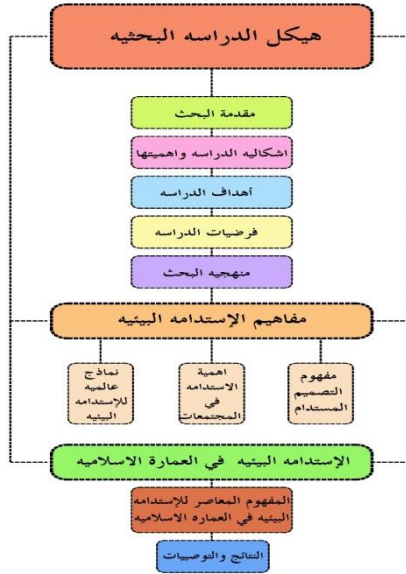 هيكل الدراسه البحثيه
مقدمة البحث
اشكاليه الدراسه واهميتها
أهداف الدراسه
فرضيات الدراسه
منهجيه البحث
مفاهيم الإستدامه البيئيه
مفهوم
التصميم
المستدام
اهمية
الاستدامه
في
المجتمعات
نماذج
عالميه
للإستدامه
البيئيه
الإستدامه البيئيه في العمارة الاسلاميه
المفهوم المعاصر للإستدامه
البيئيه في العماره الاسلاميه
النتائج والتوصيات